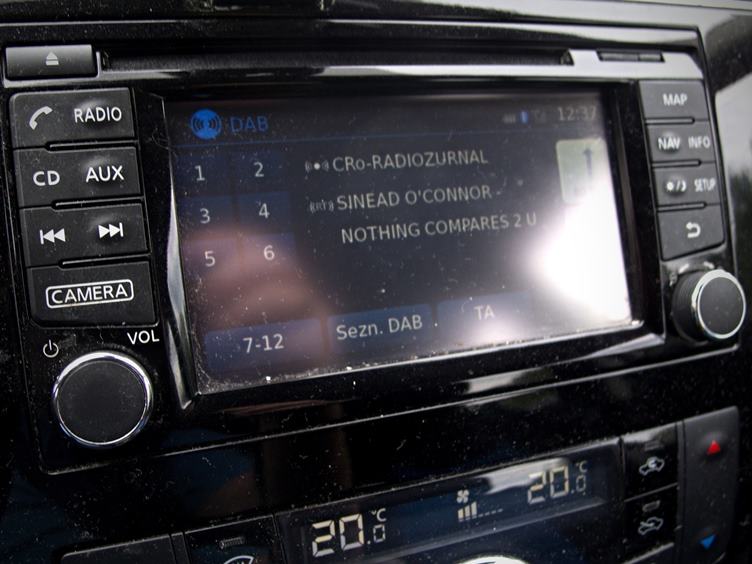 RADIO
CD AUX
CAMERA
VOL
DAB 12:37
1 2
3 4
5 6
CRo-RADIOZURNAL
SINEAD O'CONNOR -
NOTHING COMPARES 2 U
7-12 Sezn. DAB TA
MAP
NAV INFO
SETUP
20.0 °C
20.0 °C